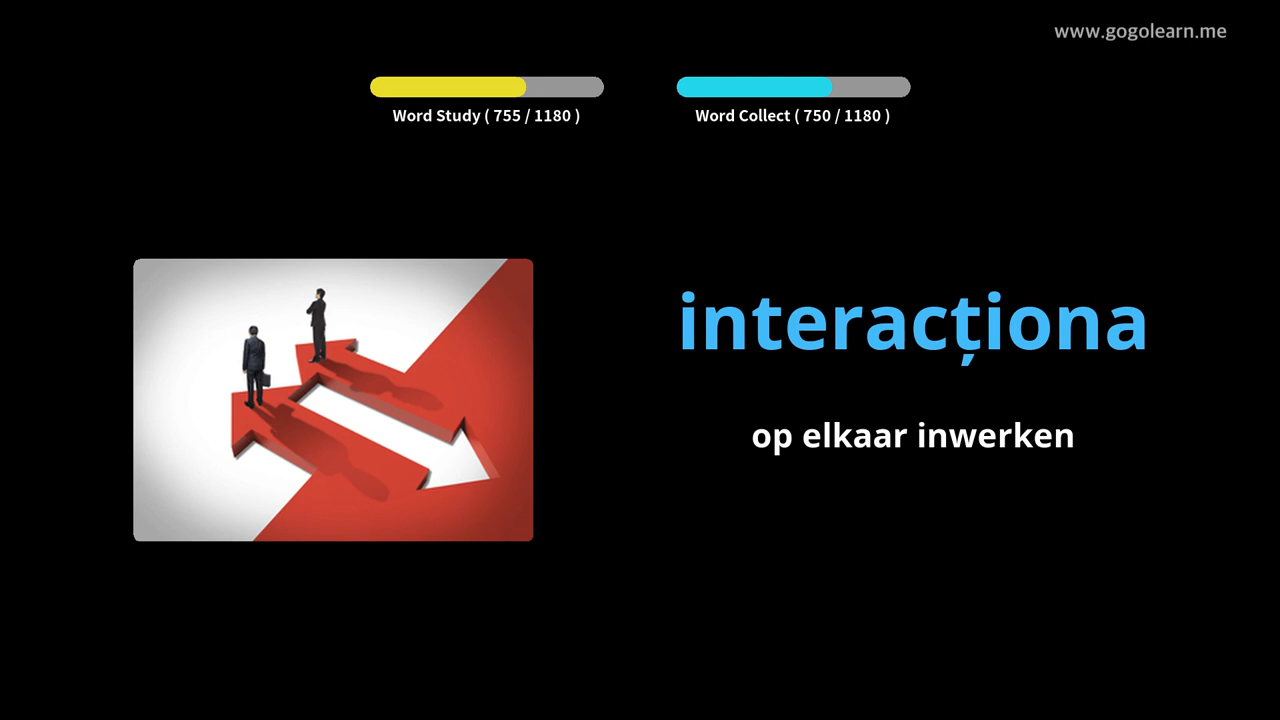 www.gogolearn.me
Word Study ( 755 / 1180 )
Word Collect ( 750 / 1180 )
interacționa
op elkaar inwerken